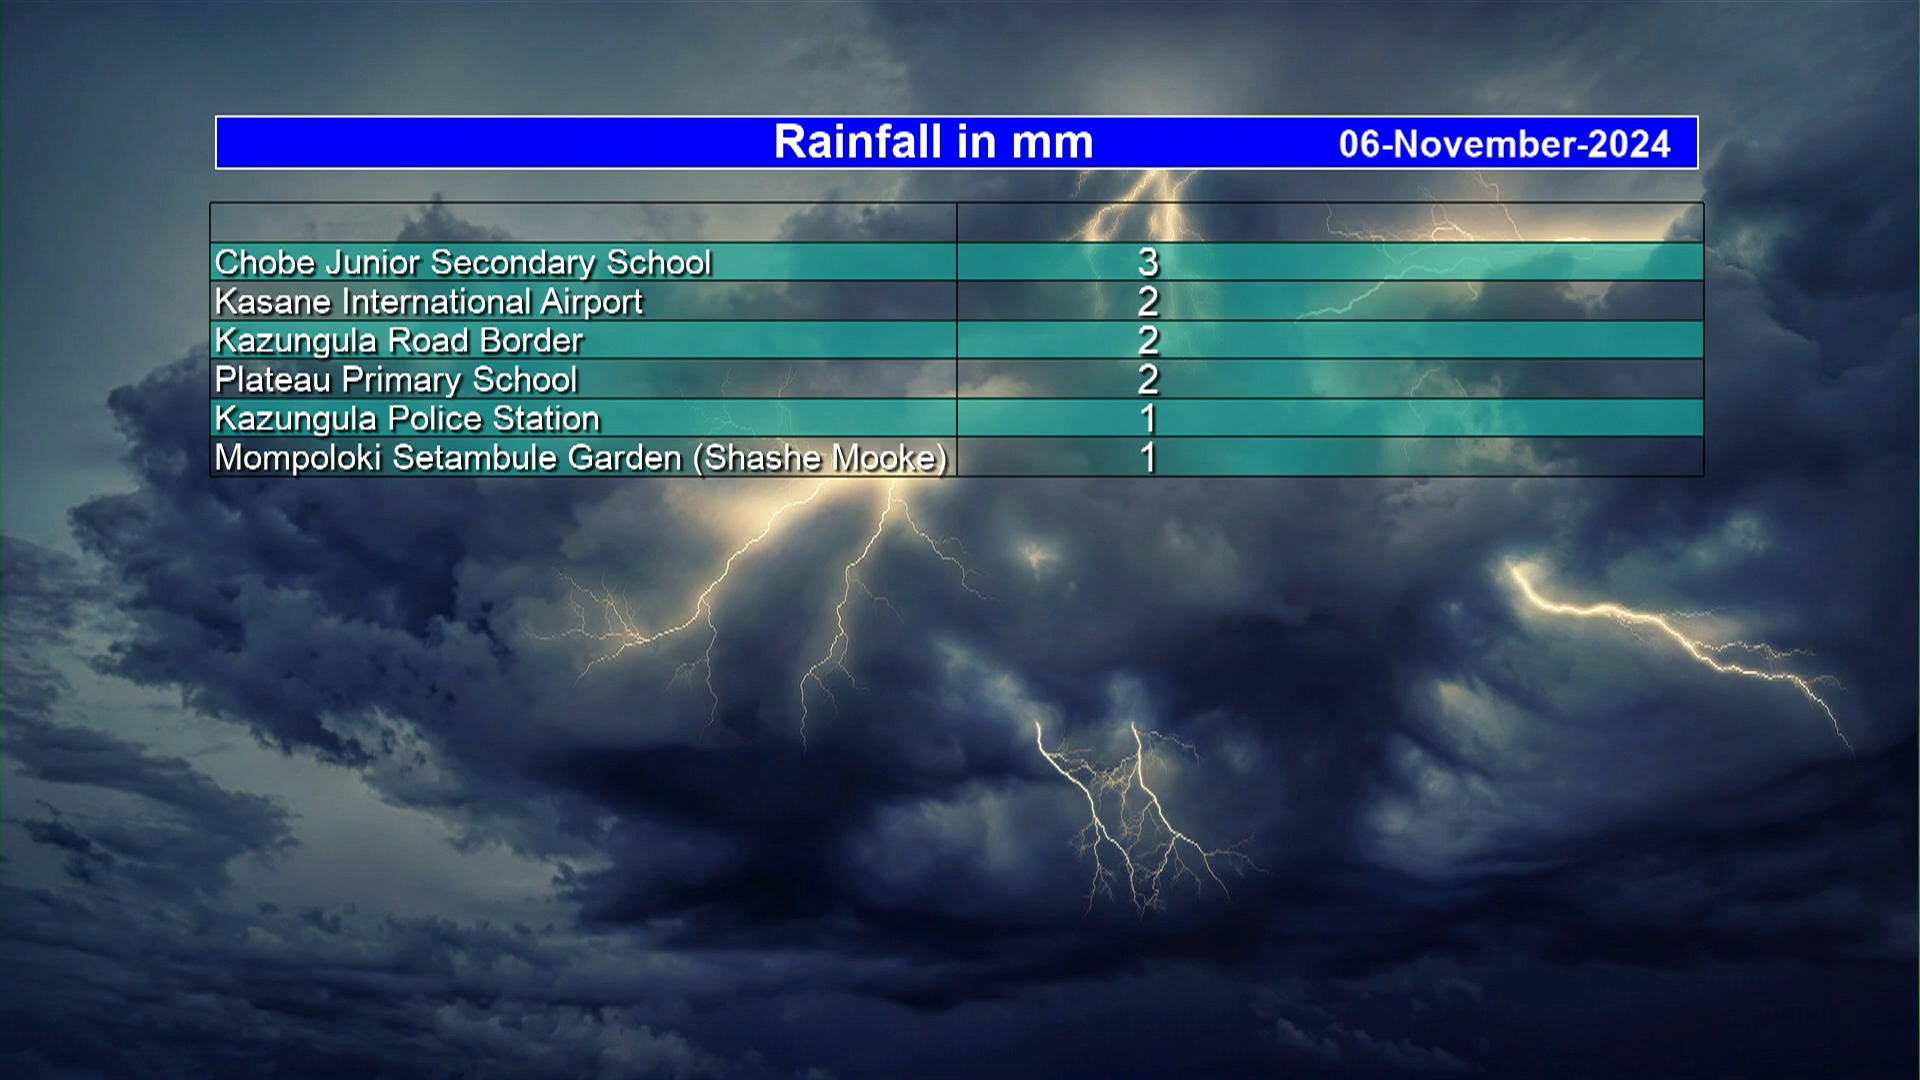 Rainfall in mm 06-November-2024
Chobe Junior Secondary School 3
Kasane International Airport 2
Kazungula Road Border 2
Plateau Primary School 2
Kazungula Police Station 1
Mompoloki Setambule Garden (Shashe Mooke) 1